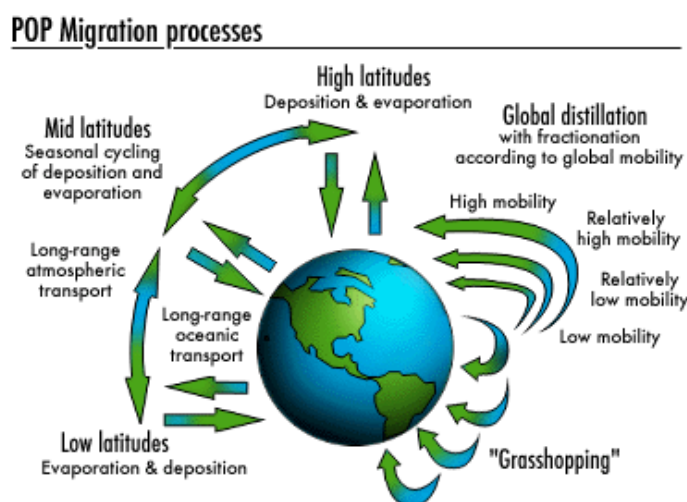 POP Migration processes
High latitudes
Deposition & evaporation
Mid latitudes
Seasonal cycling
of deposition and
evaporation
Global distillation
with fractionation
according to global mobility
High mobility
Relatively
high mobility
Relatively
low mobility
Low mobility
Long-range
atmospheric
transport
Long-range
oceanic
transport
Low latitudes
Evaporation & deposition
"Grasshopping"